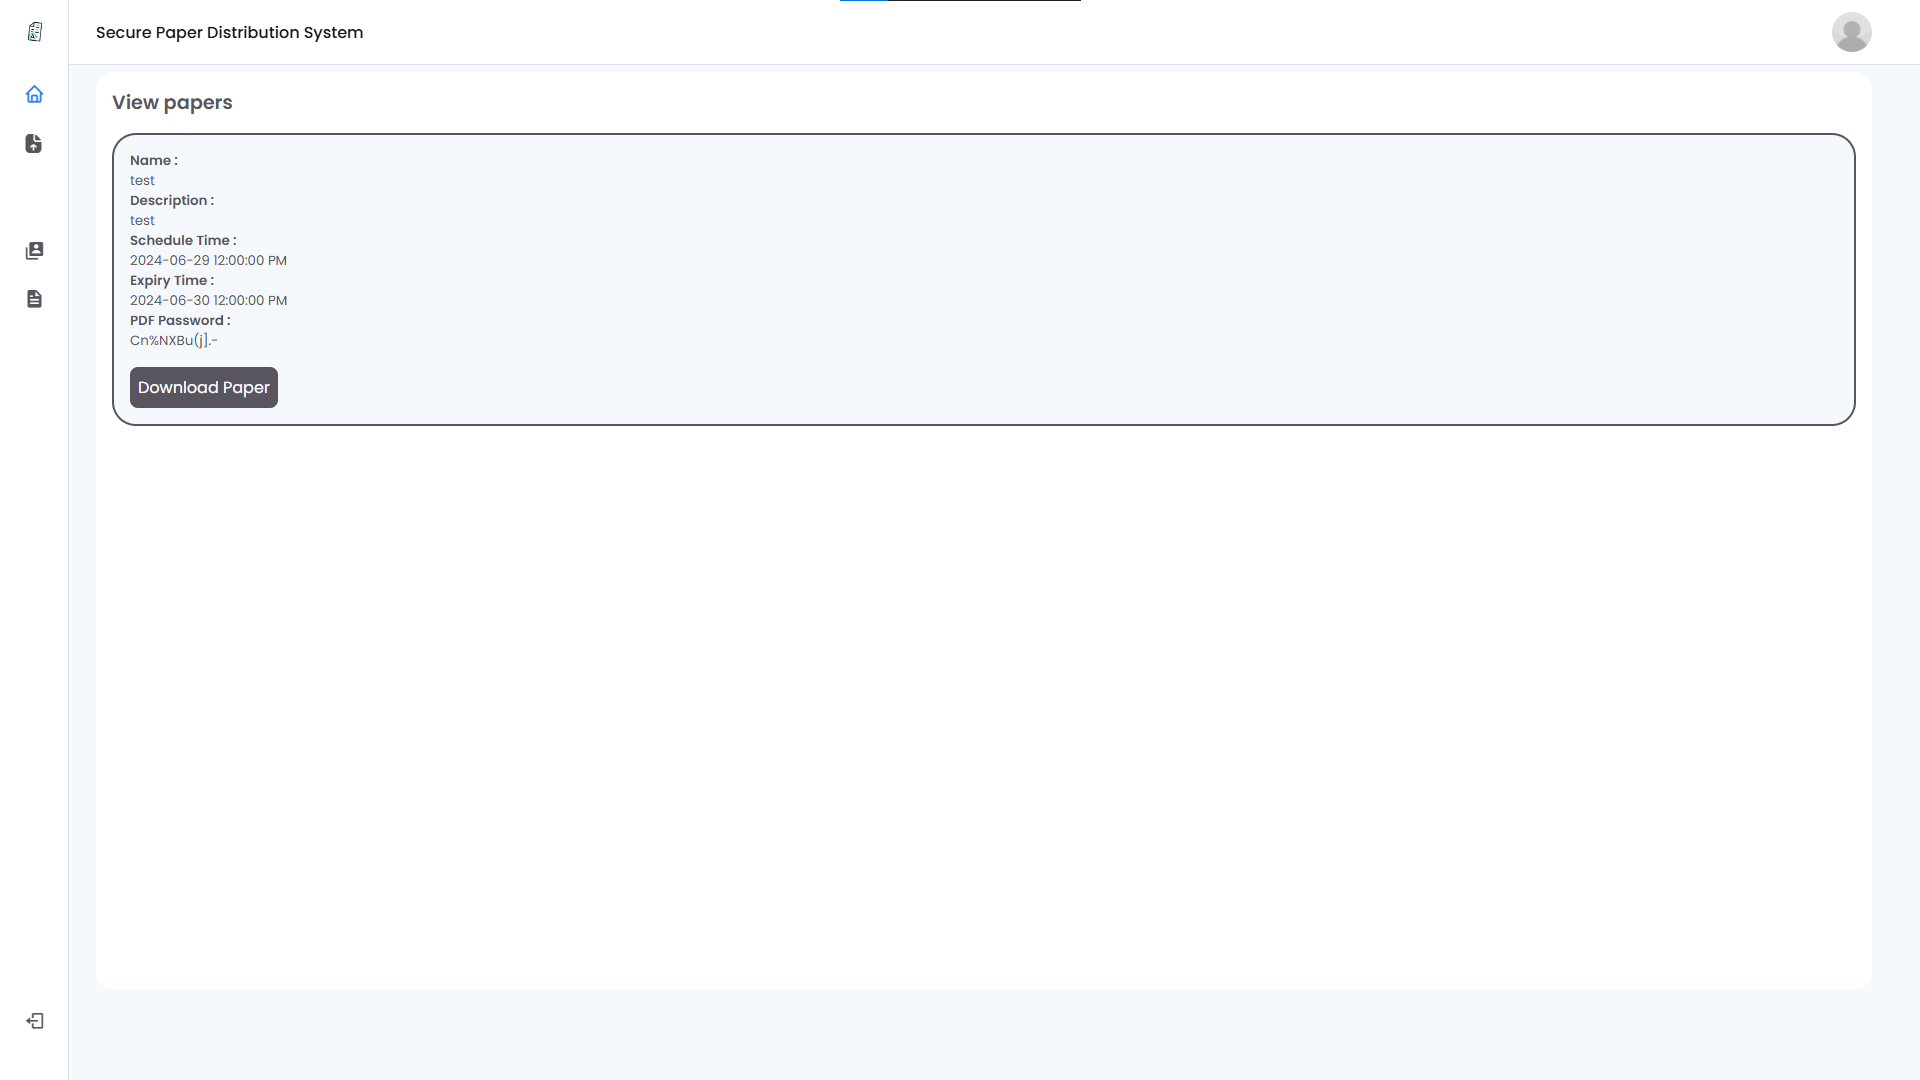 Secure Paper Distribution System
View papers
Name :
test
Description :
test
Schedule Time :
2024-06-29 12:00:00 PM
Expiry Time :
2024-06-30 12:00:00 PM
PDF Password :
Cn%NXBu(j].-
Download Paper